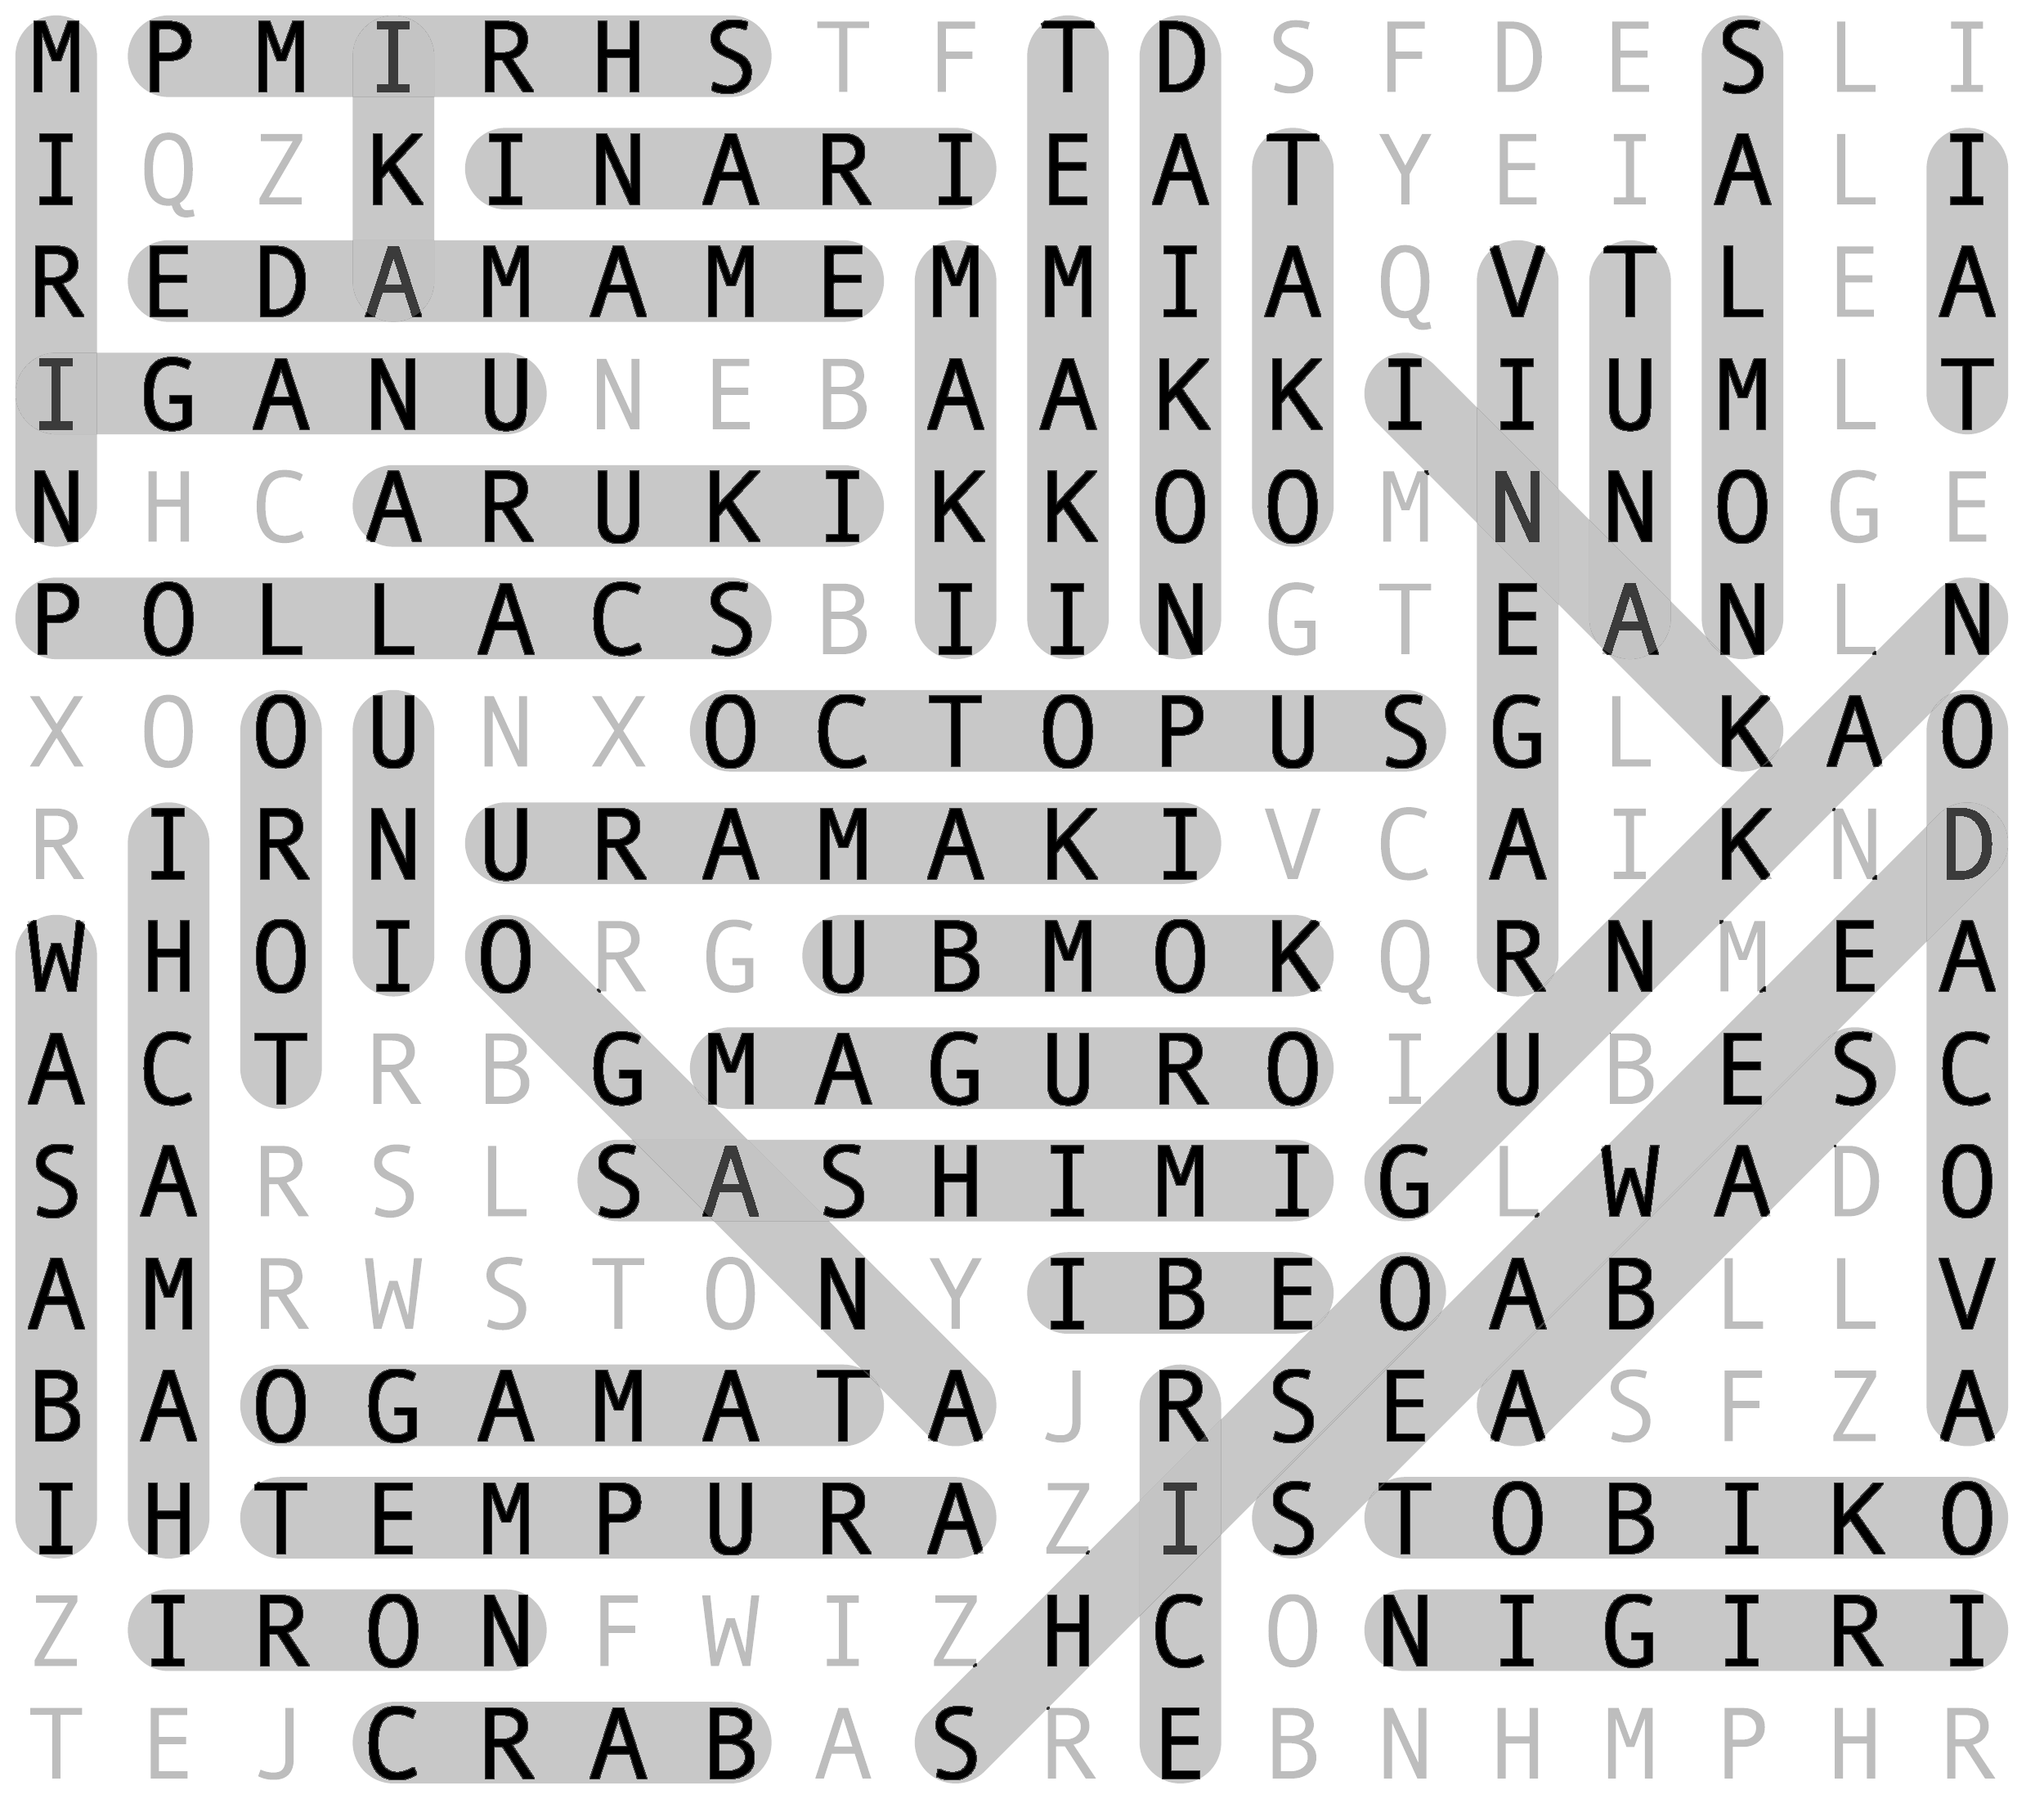 M P M I R H S T F T D S F D E S L I
I Q Z K I N A R I E A T Y E I A L I
R E D A M A M E M M I A Q V T L E A
I G A N U N E B A A K K I I U M L T
N H C A R U K I K K O O M N N O G E
P O L L A C S B I I N G T E A N L N
X O O U N X O C T O P U S G L K A O
R I R N U R A M A K I V C A I K N D
W H O I O R G U B M O K Q R N M E A
A C T R B G M A G U R O I U B E S C
S A R S L S A S H I M I G L W A D O
A M R W S T O N Y I B E O A B L L V
B A O G A M A T A J R S E A S F Z A
I H T E M P U R A Z I S T O B I K O
Z I R O N F W I Z H C O N I G I R I
T E J C R A B A S R E B N H M P H R